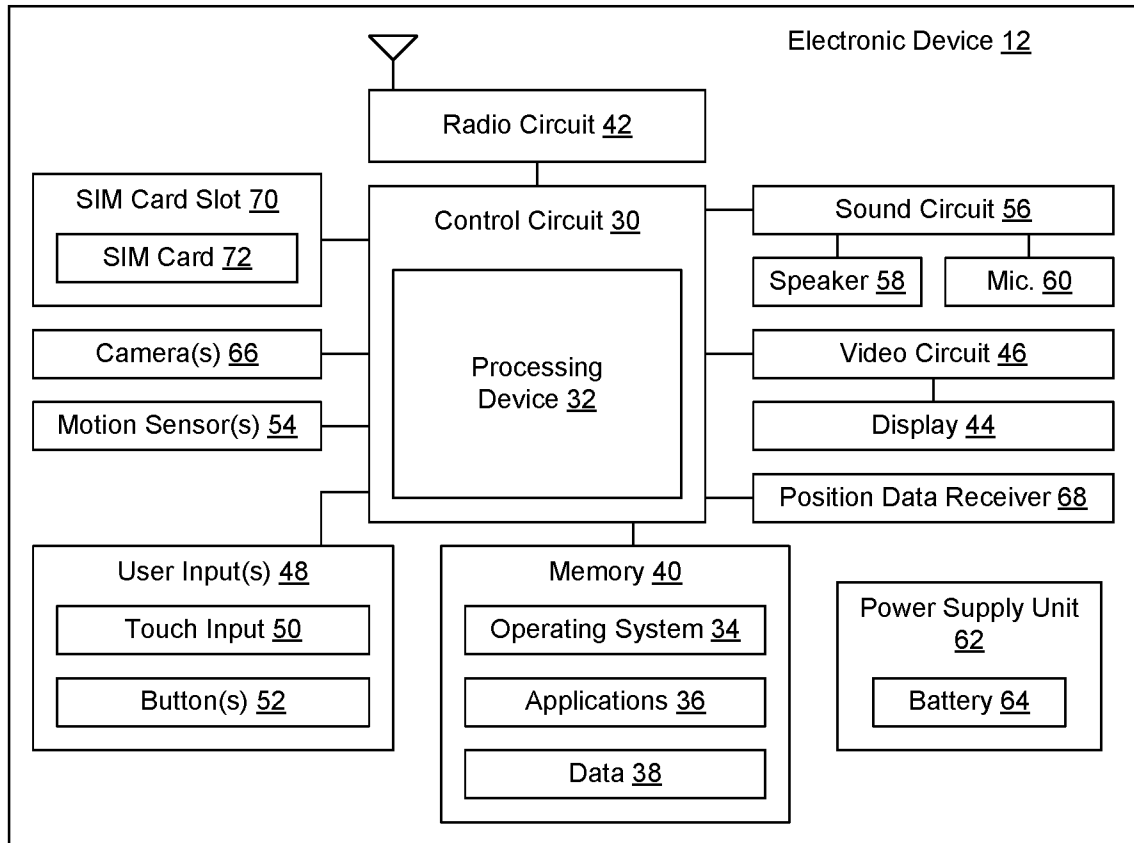 Electronic Device 12
Radio Circuit 42
SIM Card Slot 70
SIM Card 72
Camera(s) 66
Motion Sensor(s) 54
Control Circuit 30
Processing
Device 32
Sound Circuit 56
Speaker 58
Mic. 60
Video Circuit 46
Display 44
Position Data Receiver 68
User Input(s) 48
Touch Input 50
Button(s) 52
Memory 40
Operating System 34
Applications 36
Data 38
Power Supply Unit
62
Battery 64